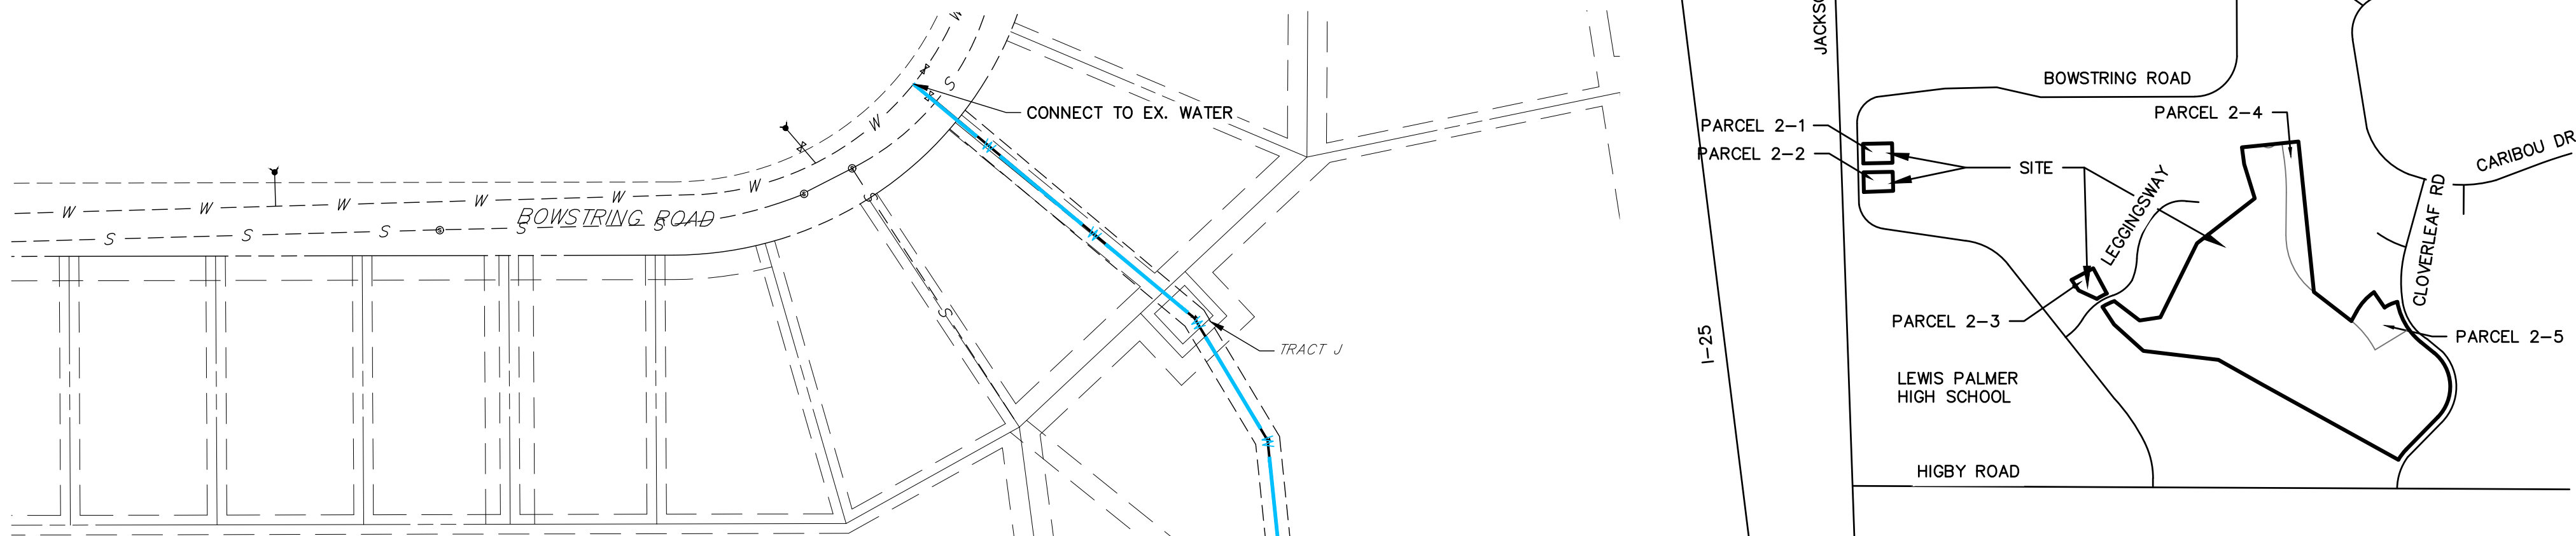 W
W
W
W
W
W
W
W
BOWSTRING ROAD
S
S
S
S
S
S
S
S
CONNECT TO EX. WATER
W
W
W
W
TRACT J
JACKSO
BOWSTRING ROAD
PARCEL 2-4
PARCEL 2-1
PARCEL 2-2
SITE
CARIBOU DR
LEGGINGSWAY
CLOVERLEAF RD
PARCEL 2-3
PARCEL 2-5
I-25
LEWIS PALMER
HIGH SCHOOL
HIGBY ROAD